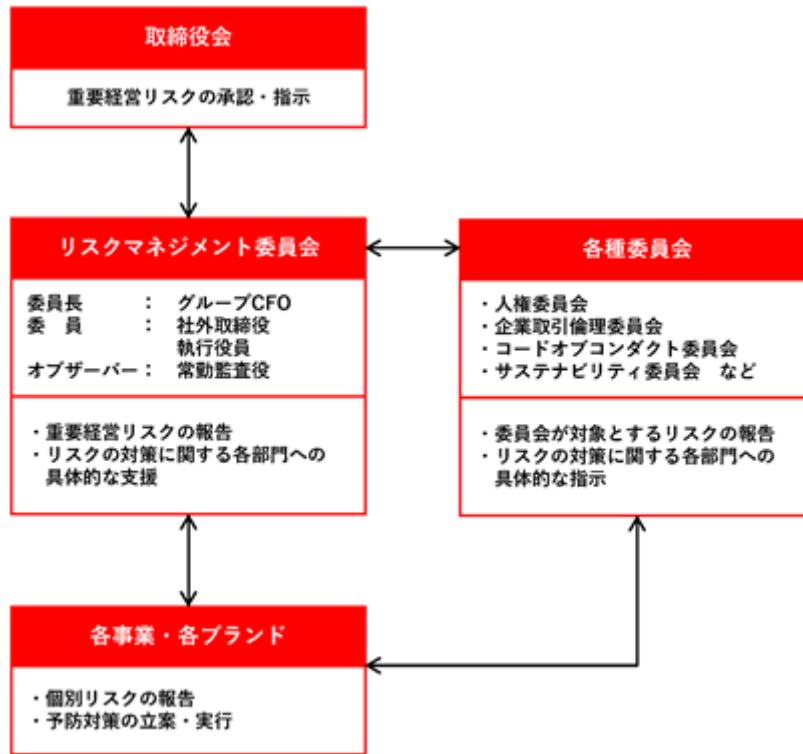 取締役会
重要経営リスクの承認・指示
リスクマネジメント委員会
委員長　　：　グループCFO
委　員　　：　社外取締役
執行役員
オブザーバー：　常勤監査役
・重要経営リスクの報告
・リスクの対策に関する各部門への
具体的な支援
各種委員会
・人権委員会
・企業取引倫理委員会
・コードオブコンダクト委員会
・サステナビリティ委員会　など
・委員会が対象とするリスクの報告
・リスクの対策に関する各部門への
具体的な指示
各事業・各ブランド
・個別リスクの報告
・予防対策の立案・実行